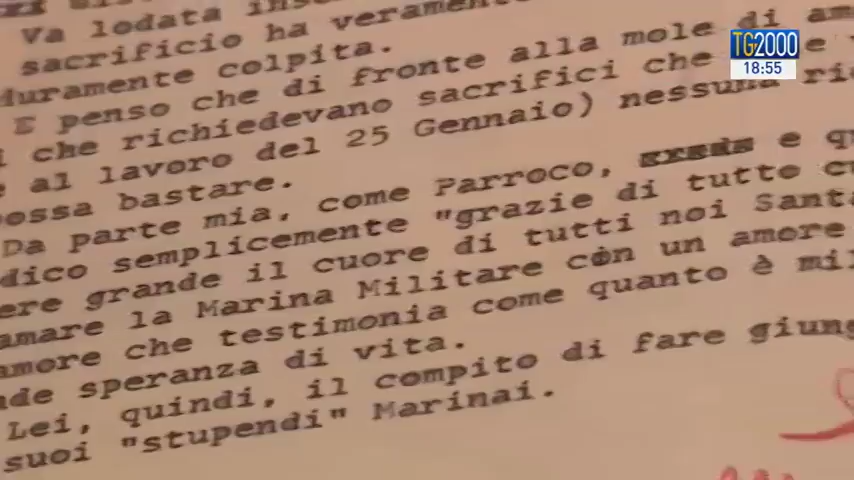 Va lodata
sacrificio ha
duramente colpita.
E penso che di fronte alla mole di
che richiedevano sacrifici che
al lavoro del 25 Gennaio) nessuna
possa bastare.
Da parte mia, come Parroco, e
dico semplicemente "grazie di tutto
grande il cuore di tutti noi
amare la Marina Militare con un amore
amore che testimonia come quanto è
speranza di vita.
Lei, quindi, il compito di fare
suoi "stupendi" Marinai.
TG2000
18:55